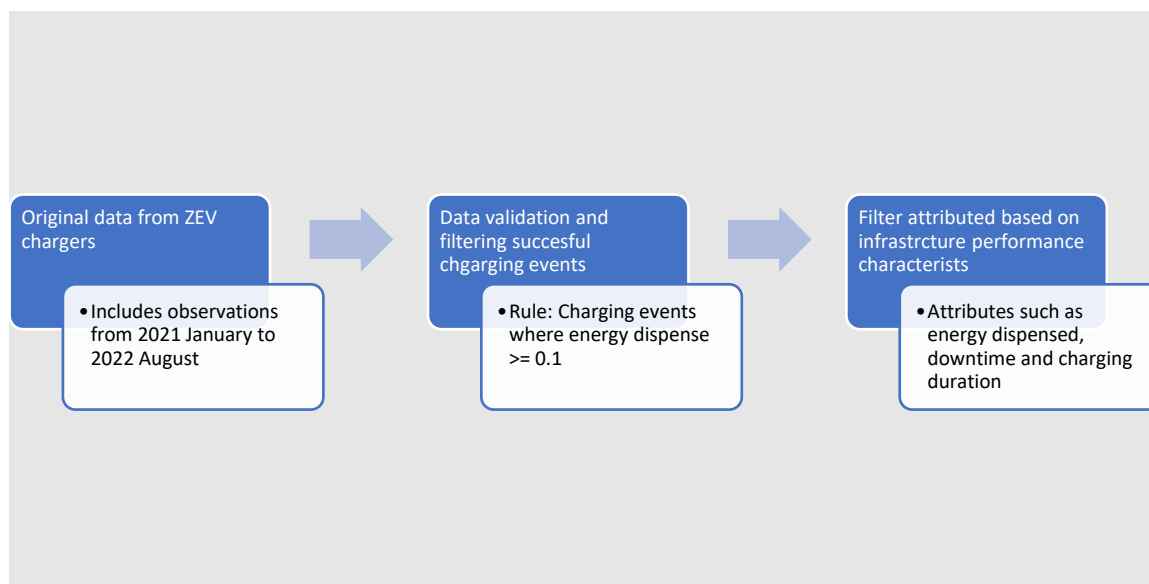 Original data from ZEV
chargers
•Includes observations
from 2021 January to
2022 August
Data validation and
filtering succesful
chgarging events
•Rule: Charging events
where energy dispense
>= 0.1
Filter attributed based on
infrastrcture performance
characterists
•Attributes such as
energy dispensed,
downtime and charging
duration